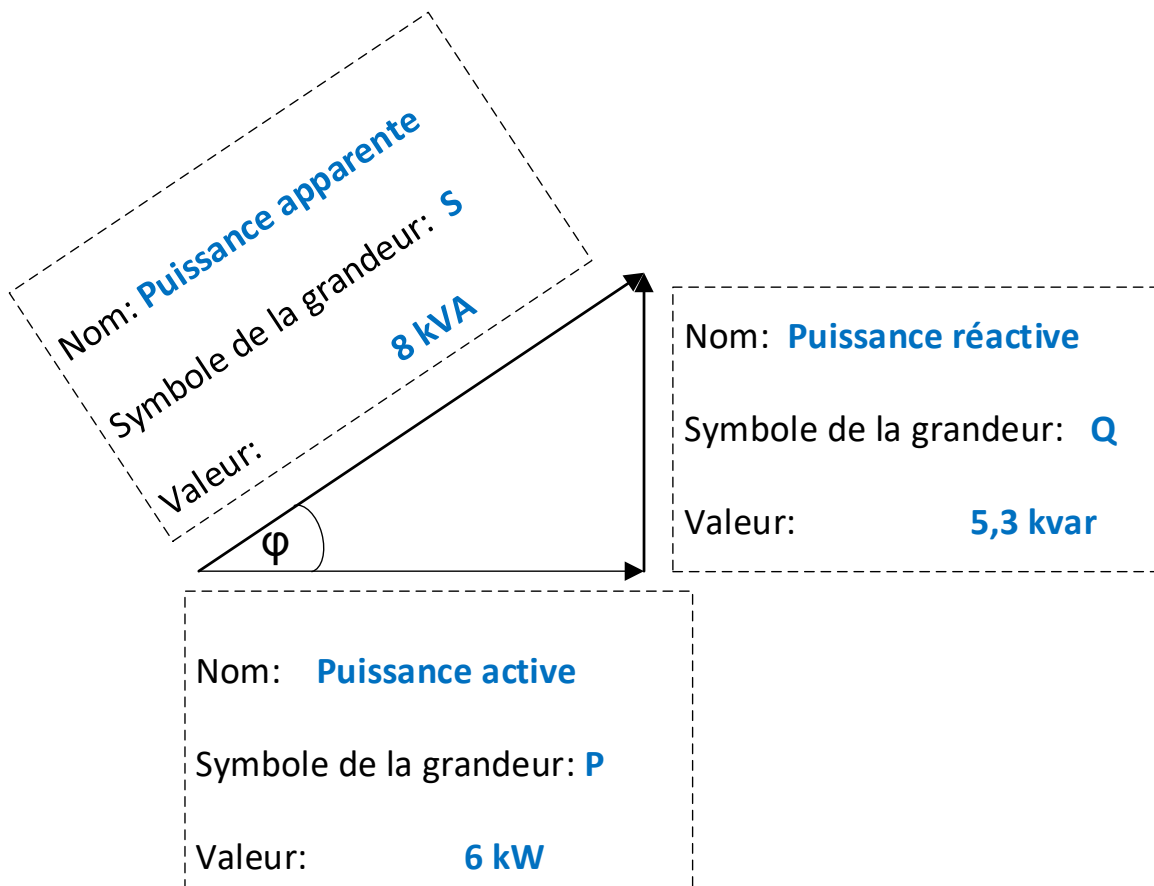 Nom: Puissance apparente
Symbole de la grandeur: S
Valeur: 8 kVA
Nom: Puissance réactive
Symbole de la grandeur: Q
Valeur: 5,3 kvar
φ
Nom: Puissance active
Symbole de la grandeur: P
Valeur: 6 kW